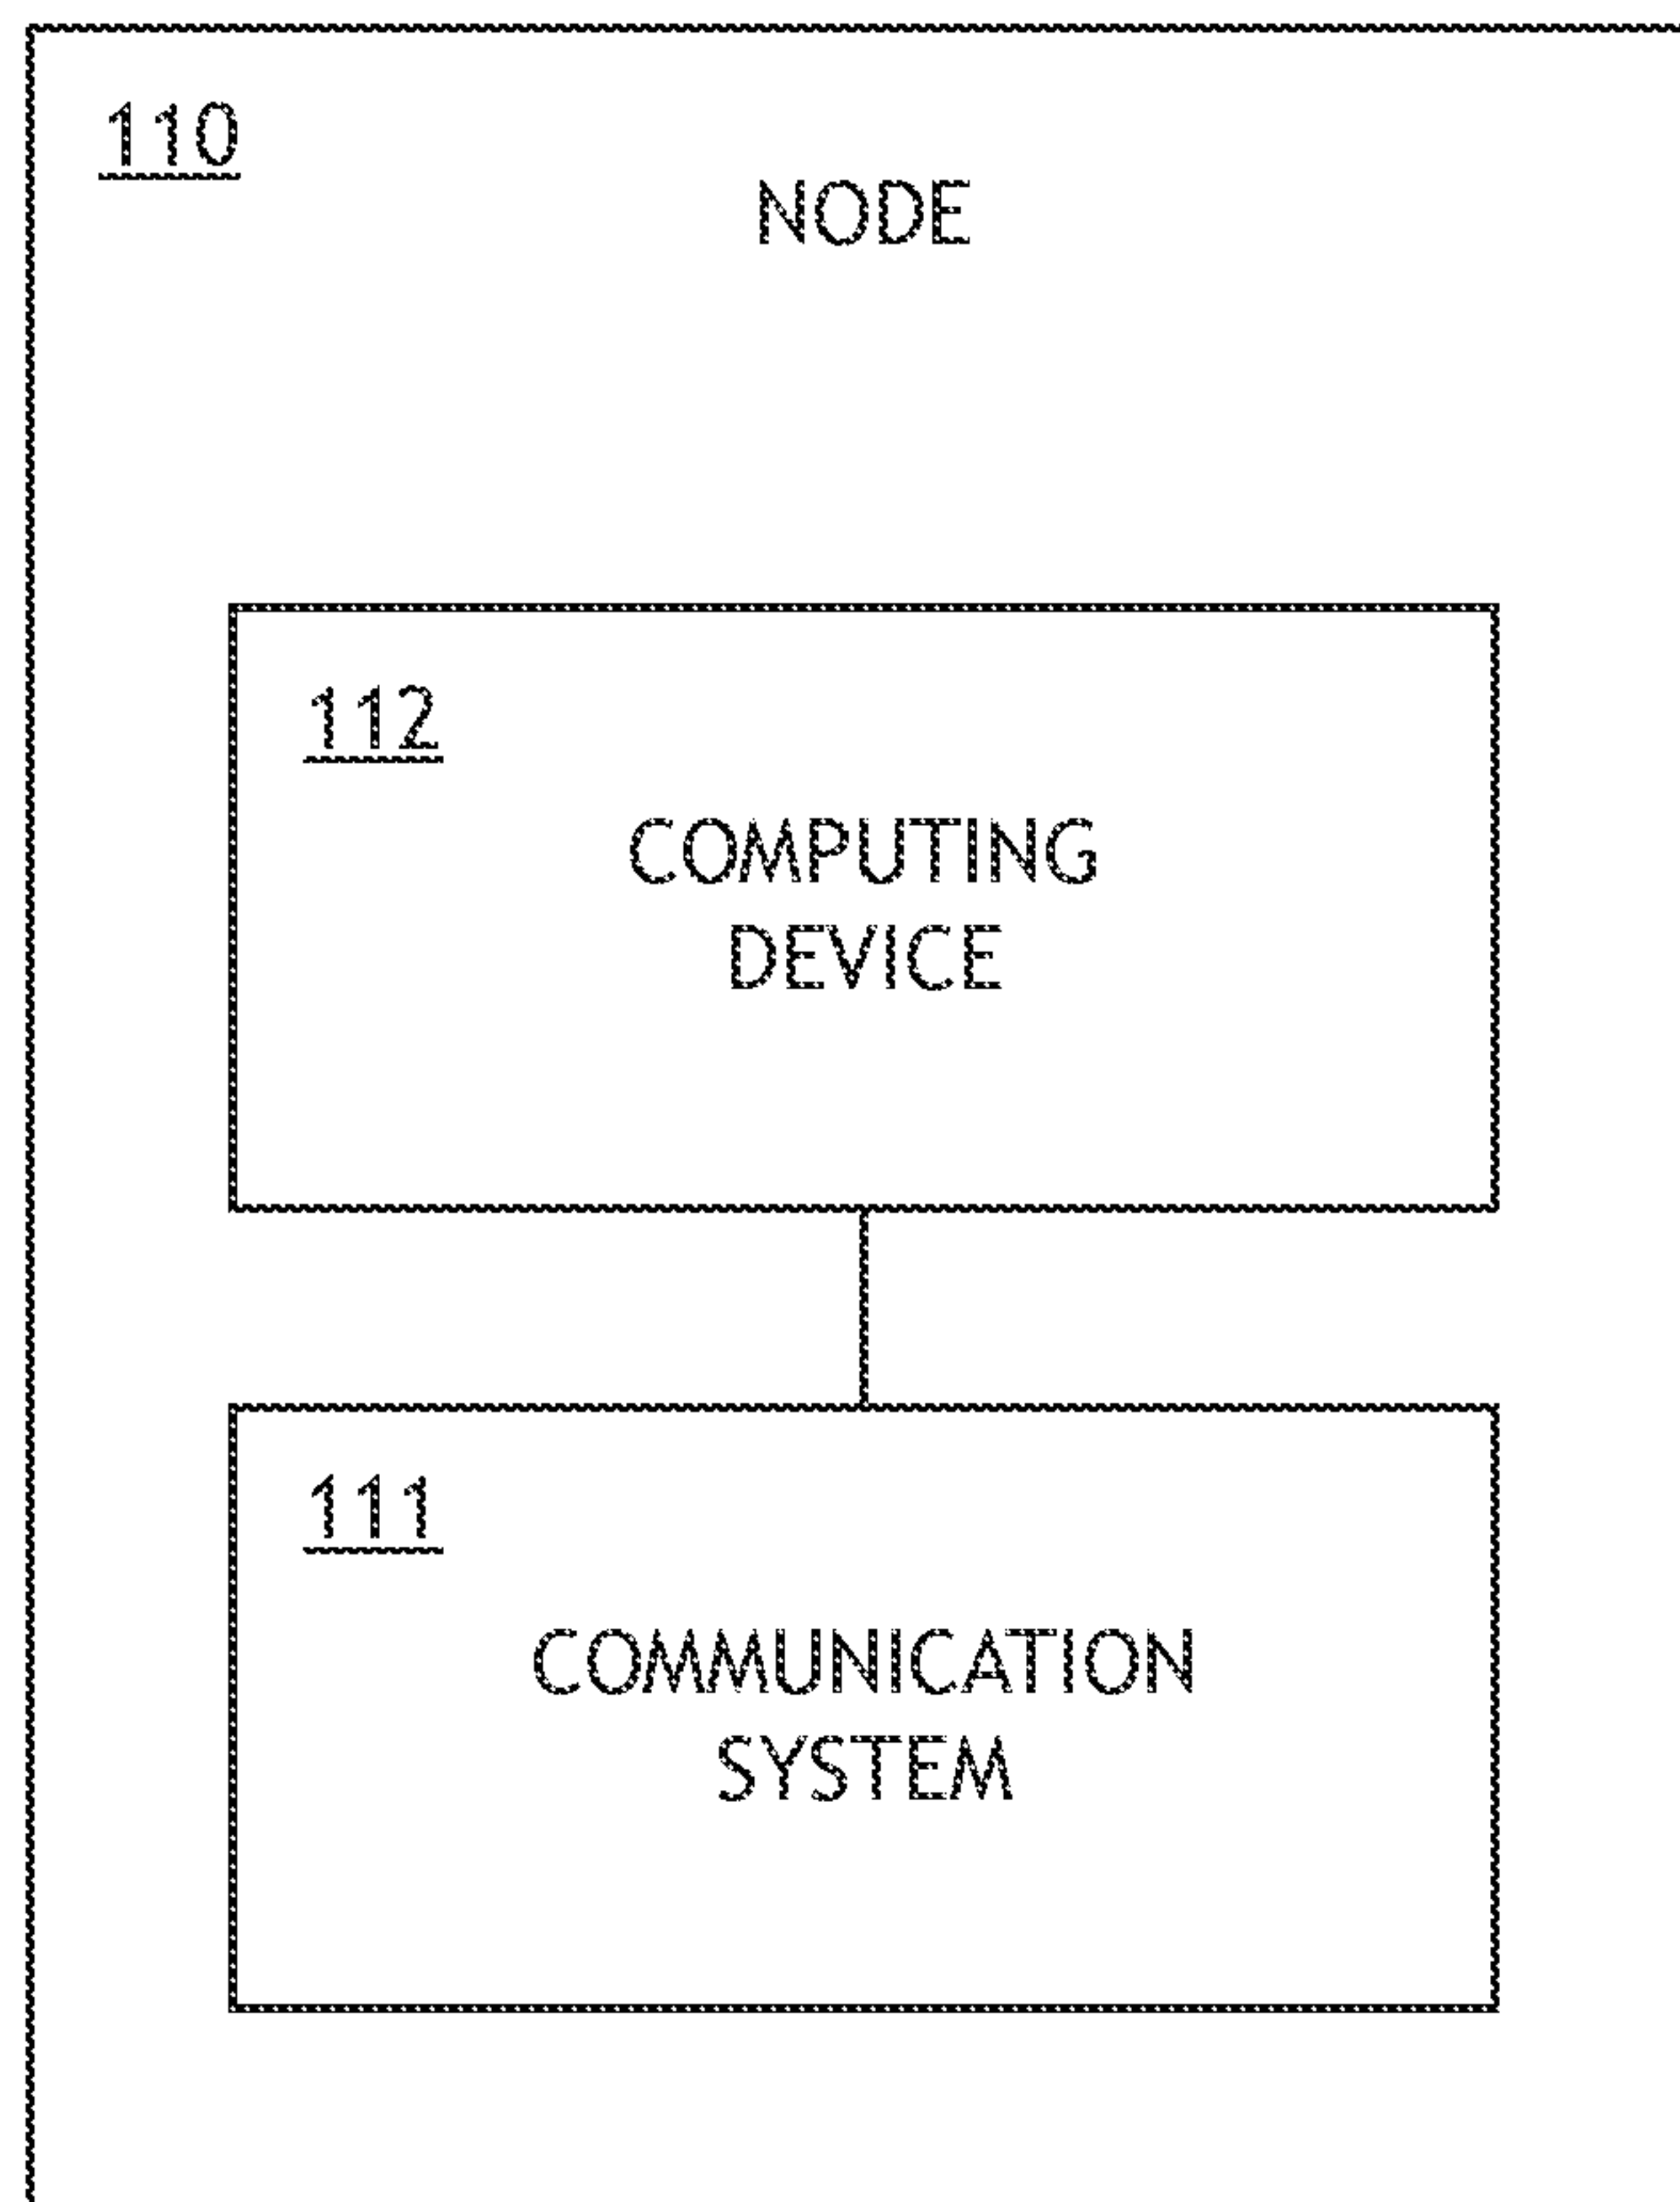 110
NODE
112
COMPUTING
DEVICE
111
COMMUNICATION
SYSTEM